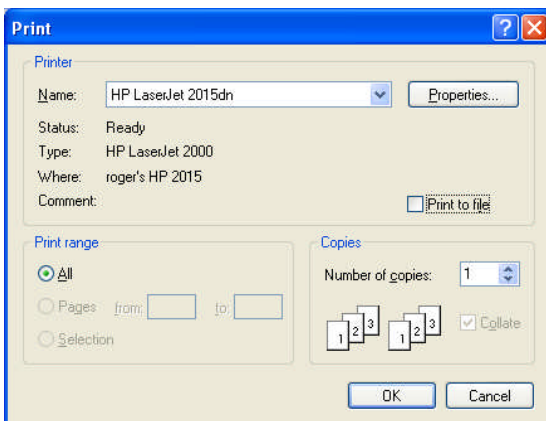 Print
Printer
Name: HP LaserJet 2015dn Properties...
Status: Ready
Type: HP LaserJet 2000
Where: roger's HP 2015
Comment: Print to file
Print range
All
Pages from: to:
Selection
Copies
Number of copies: 1
1 2 3 1 2 3 Collate
OK Cancel